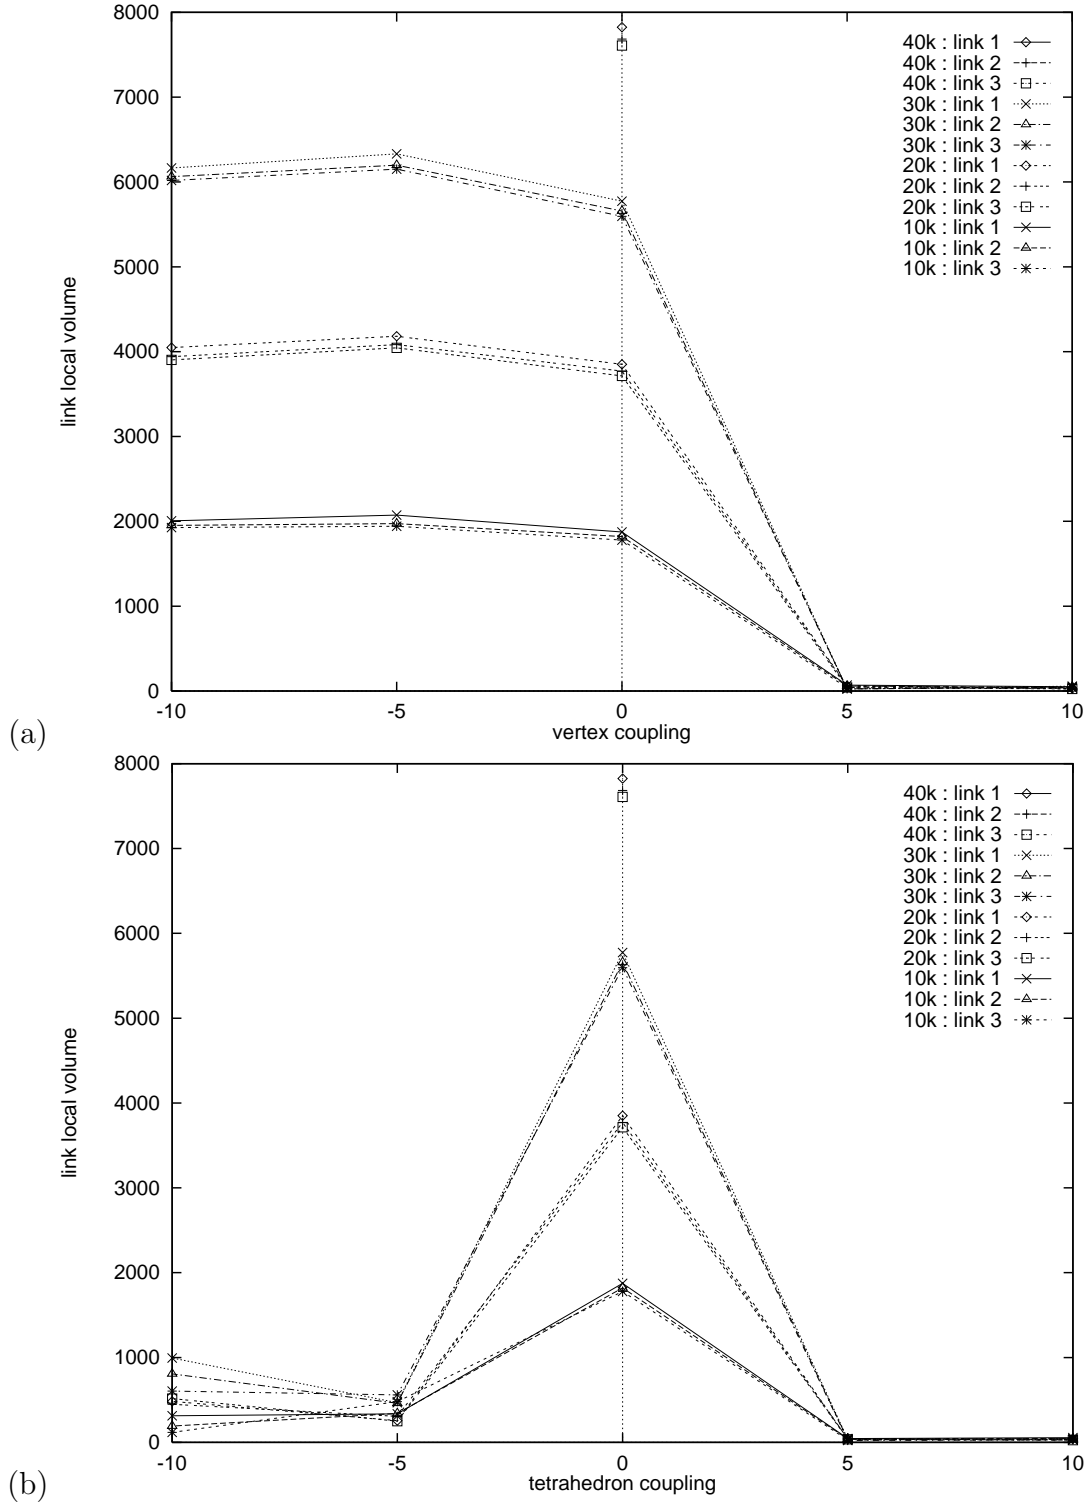 8000
7000
6000
5000
4000
3000
2000
1000
0
link local volume
-10
-5
0
5
10
vertex coupling
40k : link 1
40k : link 2
40k : link 3
30k : link 1
30k : link 2
30k : link 3
20k : link 1
20k : link 2
20k : link 3
10k : link 1
10k : link 2
10k : link 3
(a)
8000
7000
6000
5000
4000
3000
2000
1000
0
link local volume
-10
-5
0
5
10
tetrahedron coupling
40k : link 1
40k : link 2
40k : link 3
30k : link 1
30k : link 2
30k : link 3
20k : link 1
20k : link 2
20k : link 3
10k : link 1
10k : link 2
10k : link 3
(b)